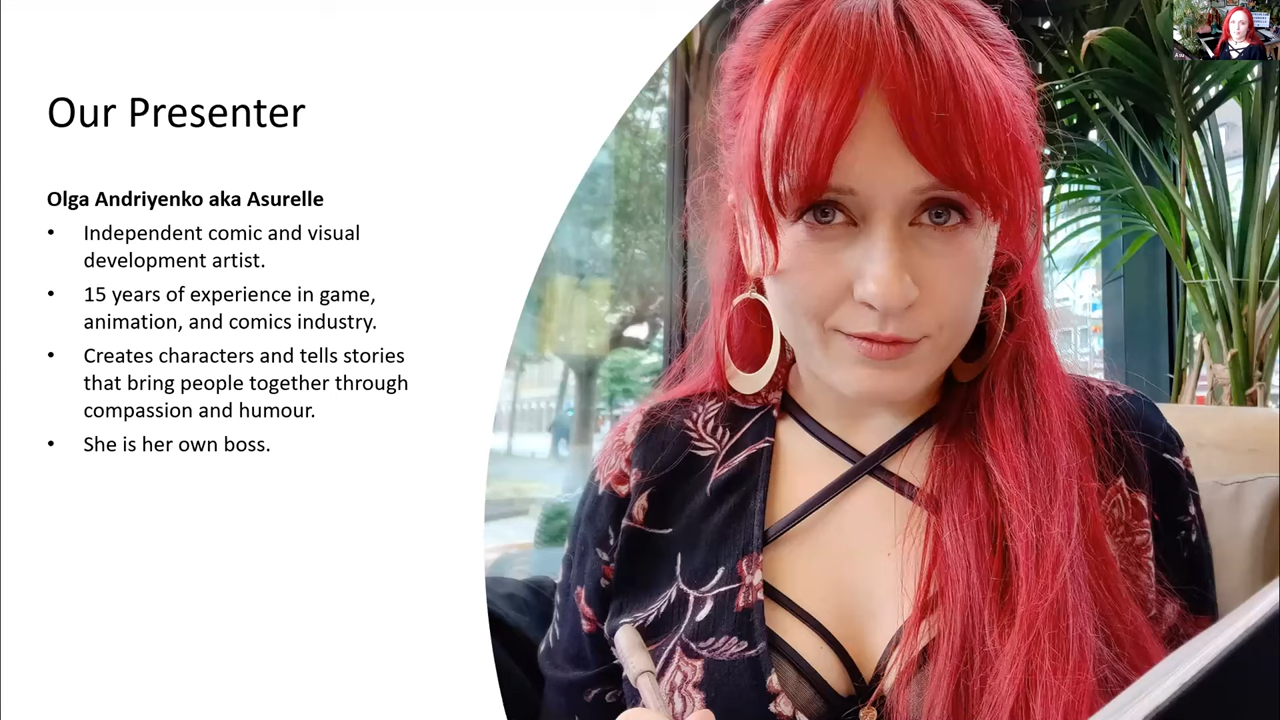 Our Presenter
Olga Andriyenko aka Asurelle
• Independent comic and visual
development artist.
• 15 years of experience in game,
animation, and comics industry.
• Creates characters and tells stories
that bring people together through
compassion and humour.
• She is her own boss.